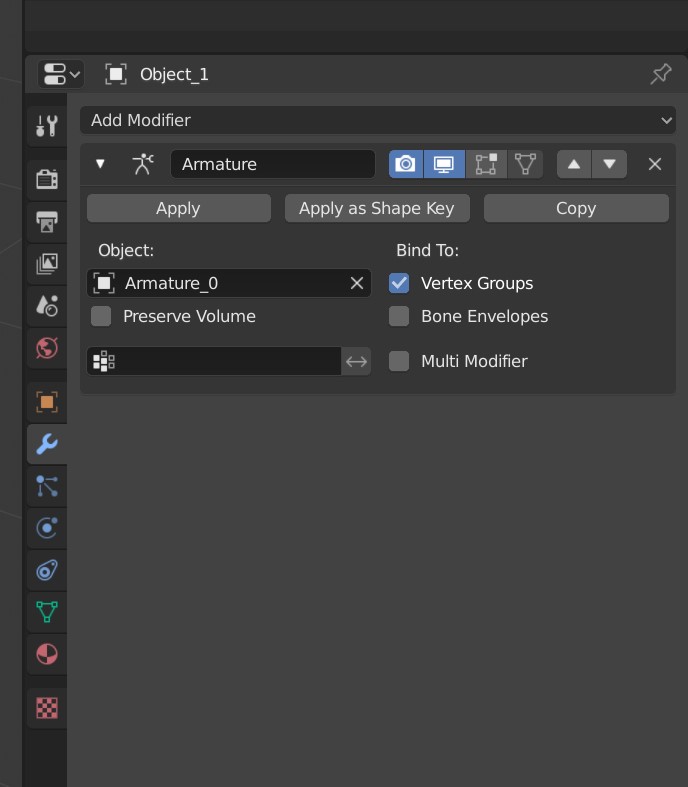 Object_1
Add Modifier
Armature
Apply Apply as Shape Key Copy
Object: Bind To:
Armature_0 Vertex Groups
Preserve Volume Bone Envelopes
Multi Modifier